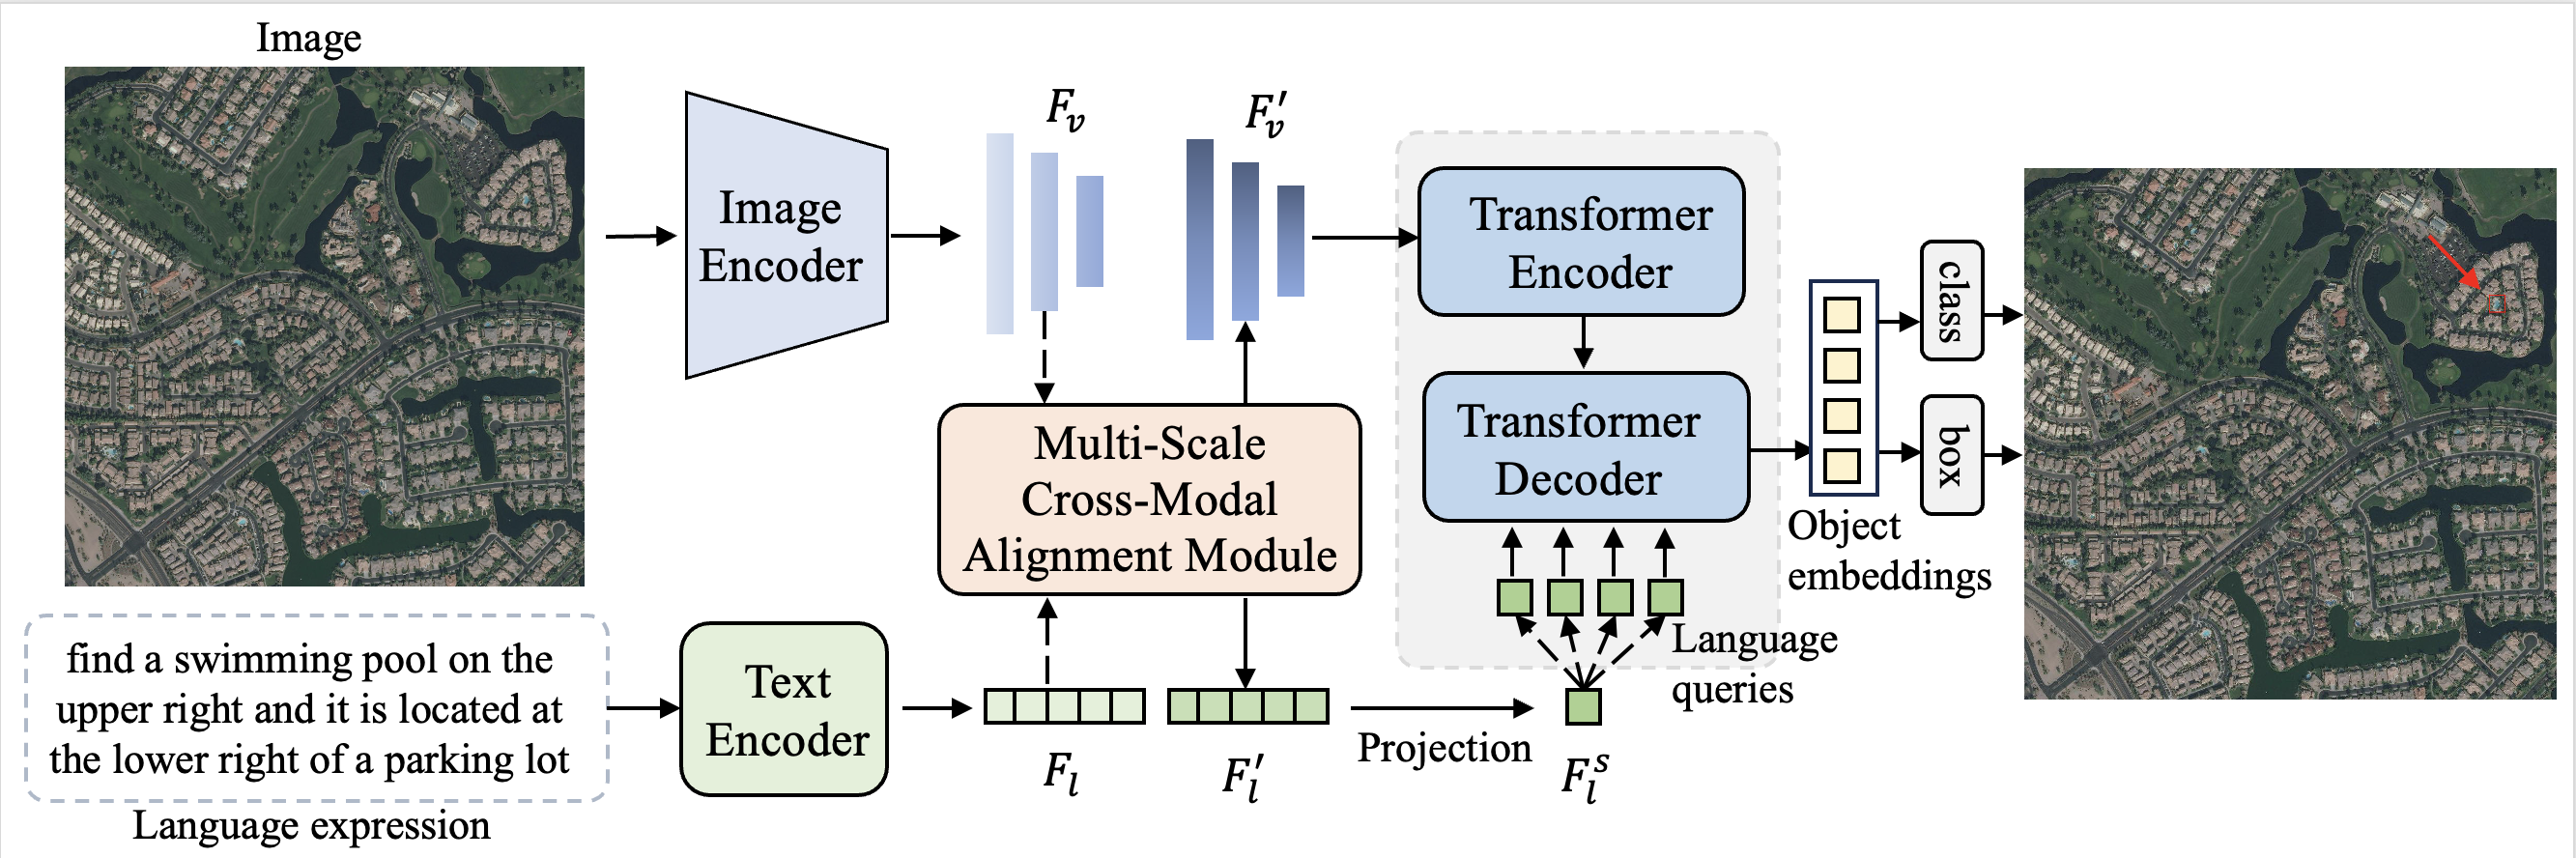 Image
find a swimming pool on the
upper right and it is located at
the lower right of a parking lot
Language expression
Image
Encoder
Text
Encoder
F_v
F'_v
Multi-Scale
Cross-Modal
Alignment Module
F_l
F'_l
Projection
F_l^s
Transformer
Encoder
Transformer
Decoder
Language
queries
Object
embeddings
class
box